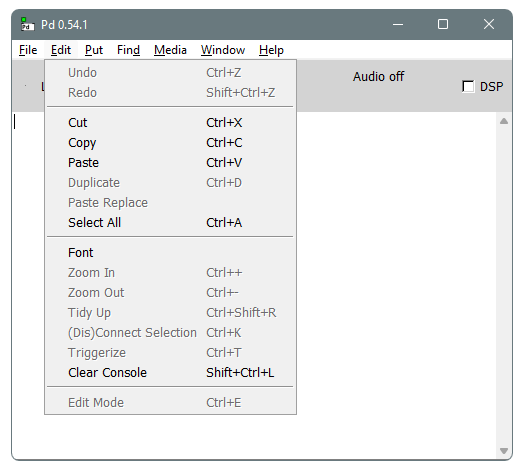 Pd 0.54.1
File Edit Put Find Media Window Help
Audio off
DSP
Undo Ctrl+Z
Redo Shift+Ctrl+Z
Cut Ctrl+X
Copy Ctrl+C
Paste Ctrl+V
Duplicate Ctrl+D
Paste Replace
Select All Ctrl+A
Font
Zoom In Ctrl++
Zoom Out Ctrl+-
Tidy Up Ctrl+Shift+R
(Dis)Connect Selection Ctrl+K
Triggerize Ctrl+T
Clear Console Shift+Ctrl+L
Edit Mode Ctrl+E